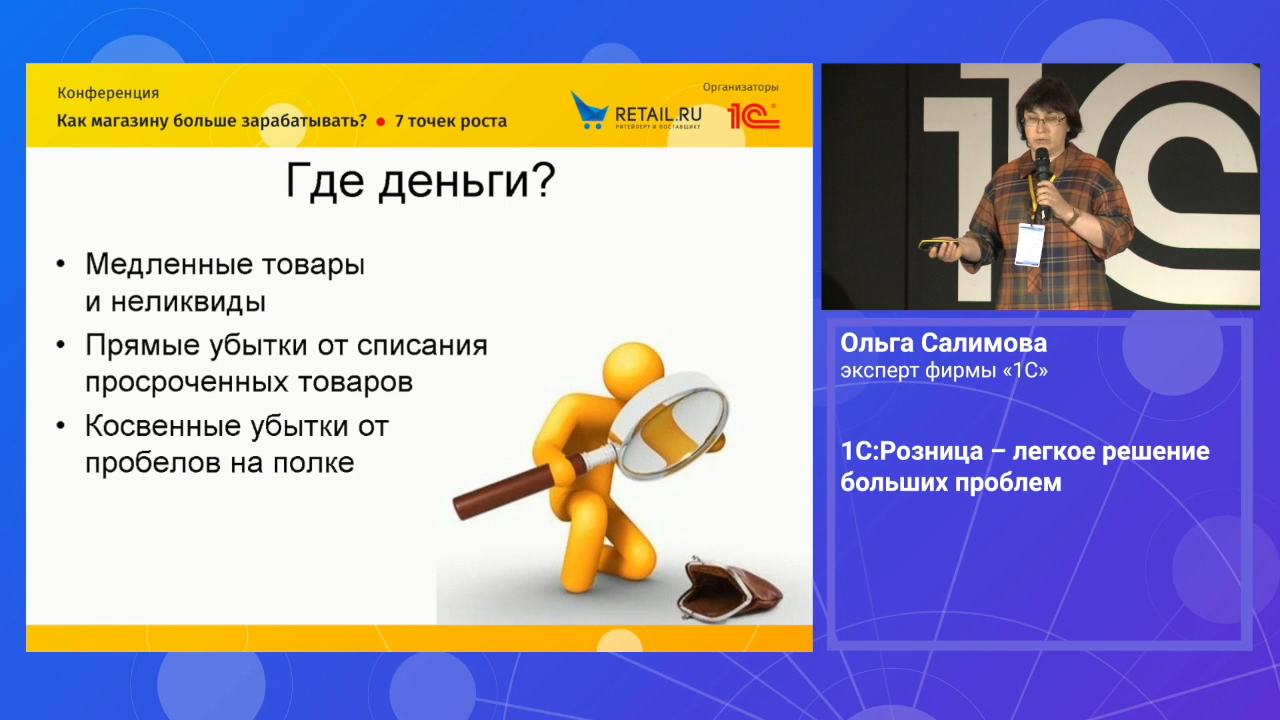 Конференция
Как магазину больше зарабатывать? • 7 точек роста
Организаторы
RETAIL.RU
РИТЕЙЛЕРУ И ПОСТАВЩИКУ
1С
Где деньги?
• Медленные товары
и неликвиды
• Прямые убытки от списания
просроченных товаров
• Косвенные убытки от
пробелов на полке
1С
Ольга Салимова
эксперт фирмы «1С»
1С:Розница – легкое решение
больших проблем